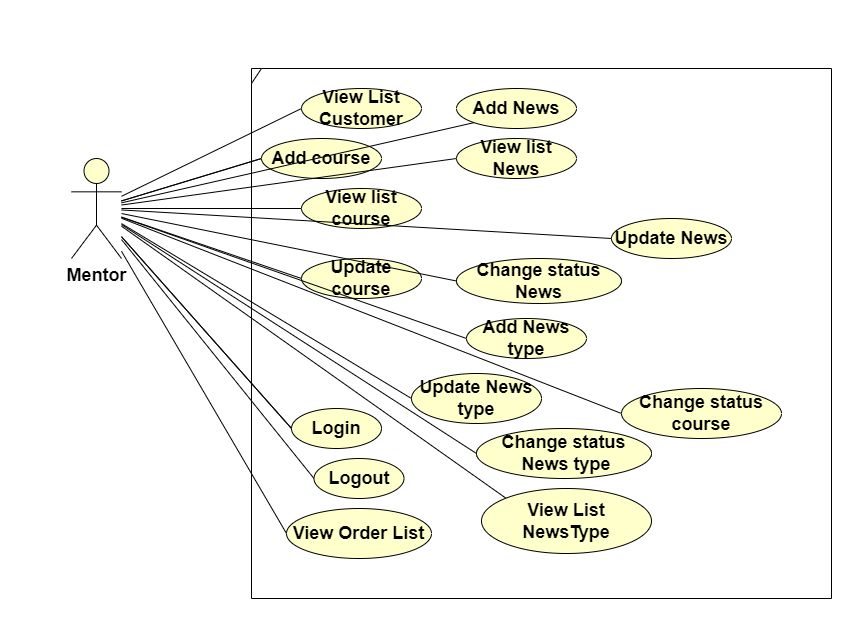 View List
Customer
Add News
Add course
View list
News
View list
course
Update News
Mentor
Update
course
Change status
News
Add News
type
Update News
type
Change status
course
Login
Change status
News type
Logout
View List
NewsType
View Order List